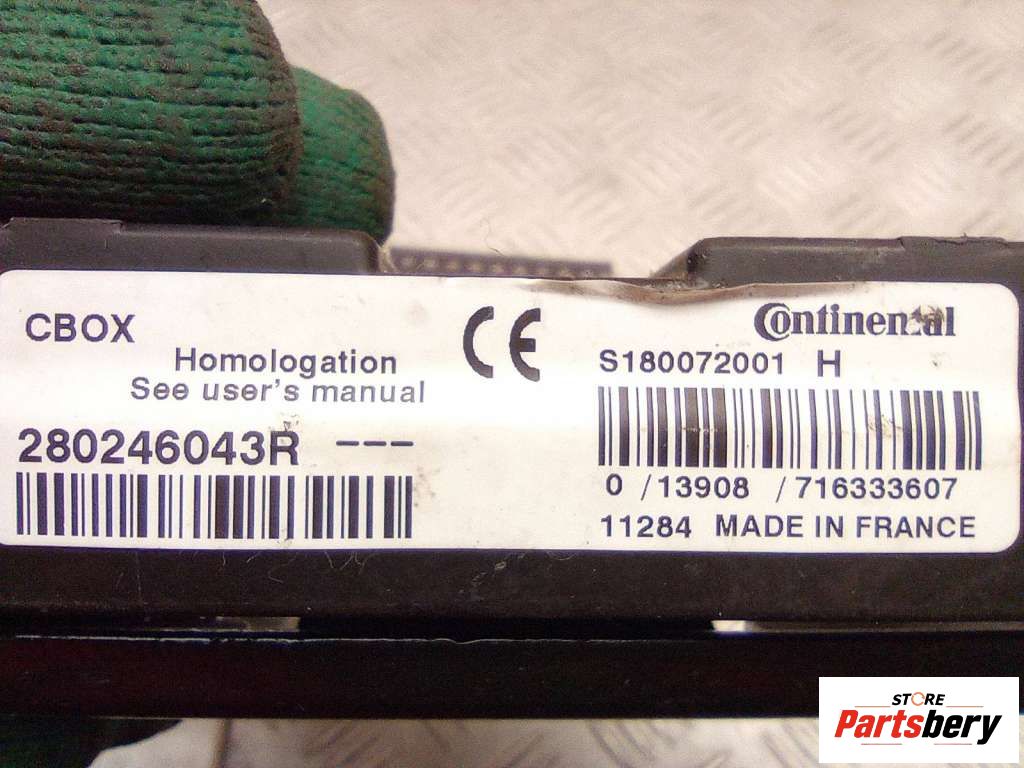 CBOX
Homologation
See user's manual
280246043R ---
CE
Continental
S180072001 H
0 /13908 /716333607
11284 MADE IN FRANCE
STORE
Partsbery